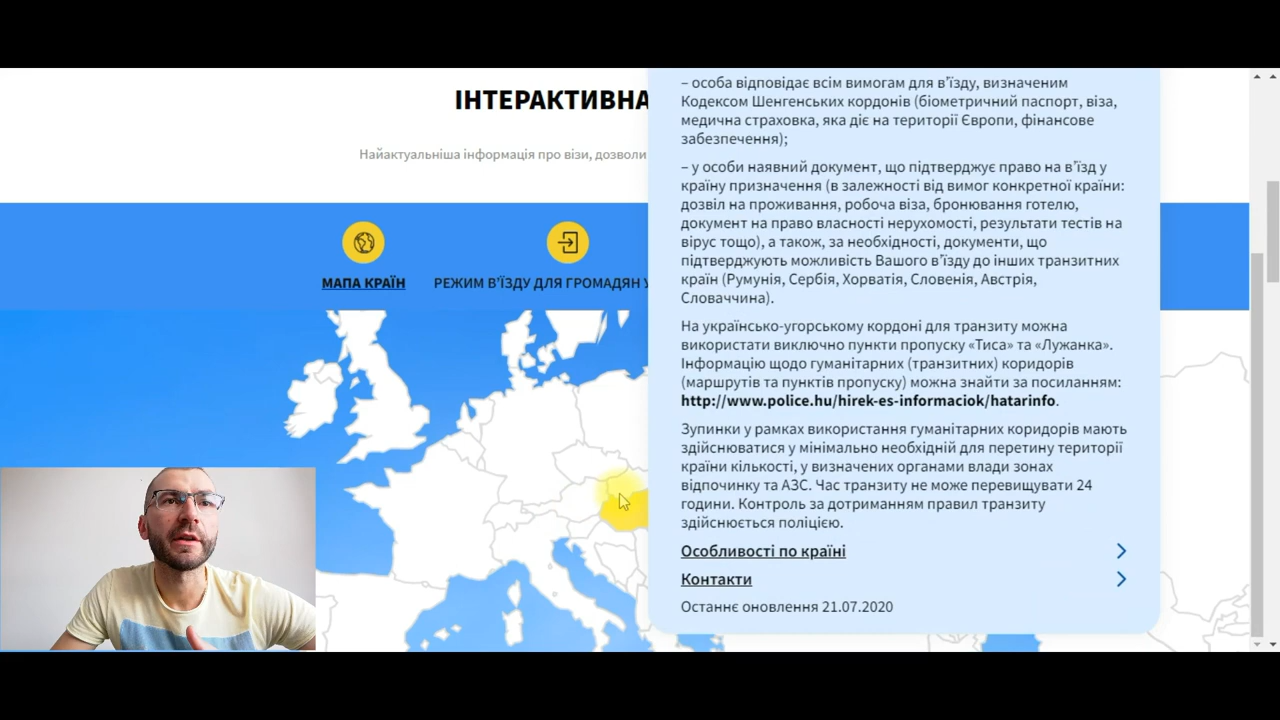 ІНТЕРАКТИВНА
Найактуальніша інформація про візи, дозволи
МАПА КРАЇН
РЕЖИМ В'ЇЗДУ ДЛЯ ГРОМАДЯН У
– особа відповідає всім вимогам для в'їзду, визначеним
Кодексом Шенгенських кордонів (біометричний паспорт, віза,
медична страховка, яка діє на території Європи, фінансове
забезпечення);
– у особи наявний документ, що підтверджує право на в'їзд у
країну призначення (в залежності від вимог конкретної країни:
дозвіл на проживання, робоча віза, бронювання готелю,
документ на право власності нерухомості, результати тестів на
вірус тощо), а також, за необхідності, документи, що
підтверджують можливість Вашого в'їзду до інших транзитних
країн (Румунія, Сербія, Хорватія, Словенія, Австрія,
Словаччина).
На українсько-угорському кордоні для транзиту можна
використати виключно пункти пропуску «Тиса» та «Лужанка».
Інформацію щодо гуманітарних (транзитних) коридорів
(маршрутів та пунктів пропуску) можна знайти за посиланням:
http://www.police.hu/hirek-es-informaciok/hatarinfo.
Зупинки у рамках використання гуманітарних коридорів мають
здійснюватися у мінімально необхідній для перетину території
країни кількості, у визначених органами влади зонах
відпочинку та АЗС. Час транзиту не може перевищувати 24
години. Контроль за дотриманням правил транзиту
здійснюється поліцією.
Особливості по країні
Контакти
Останнє оновлення 21.07.2020